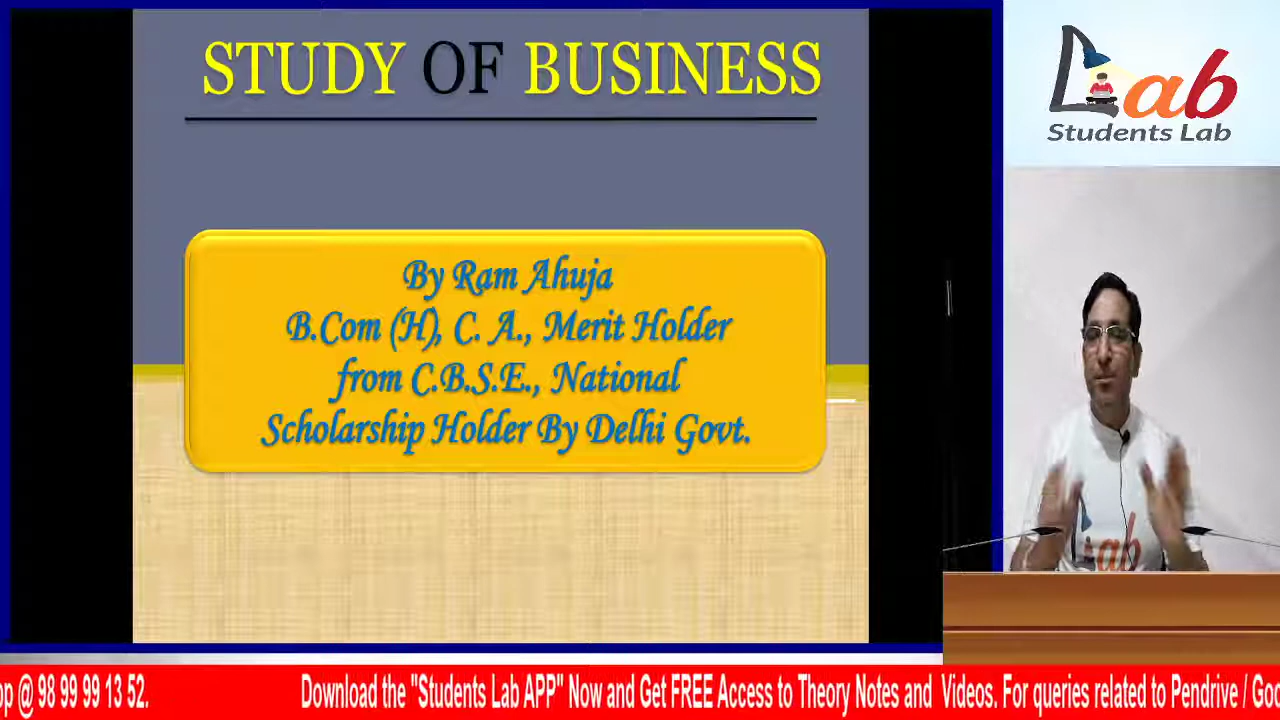 STUDY OF BUSINESS
By Ram Ahuja
B.Com (H), C. A., Merit Holder
from C.B.S.E., National
Scholarship Holder By Delhi Govt.
Lab
Students Lab
Lab
@ 98 99 99 13 52. Download the "Students Lab APP" Now and Get FREE Access to Theory Notes and Videos. For queries related to Pendrive /